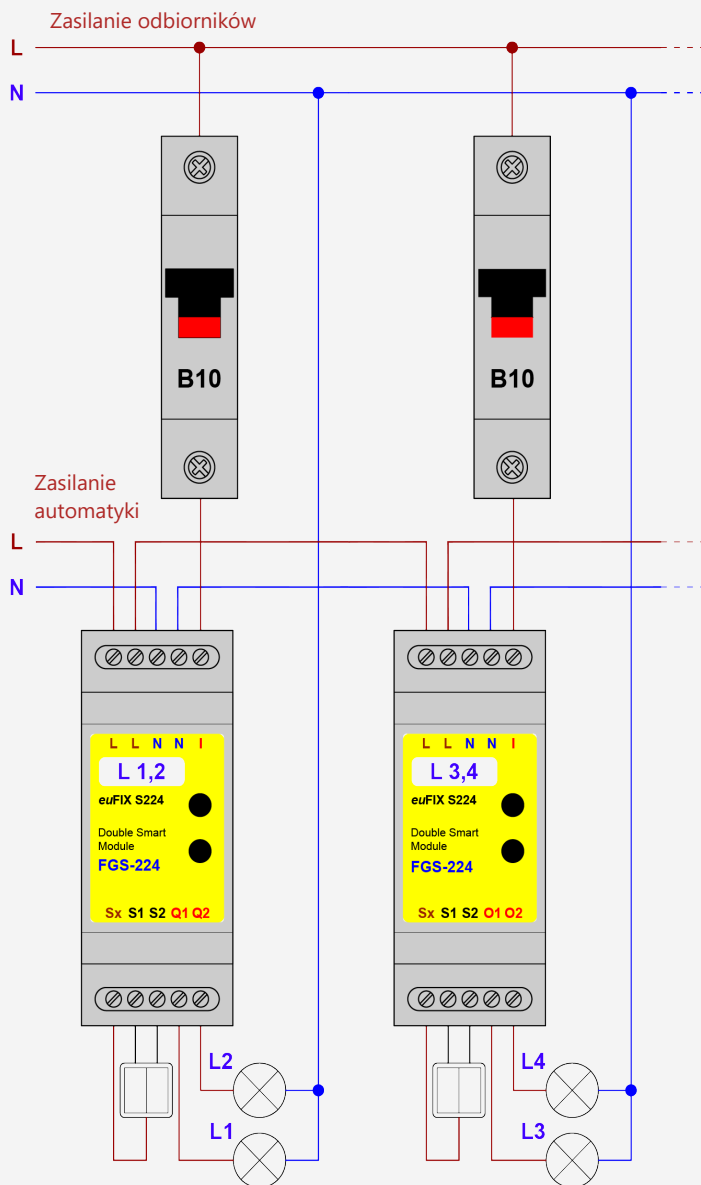 Zasilanie odbiorników
L
N
B10 B10
Zasilanie
automatyki
L
N
L L N N I L L N N I
L 1,2 L 3,4
euFIX S224 euFIX S224
Double Smart Double Smart
Module Module
FGS-224 FGS-224
Sx S1 S2 Q1 Q2 Sx S1 S2 O1 O2
L2 L4
L1 L3